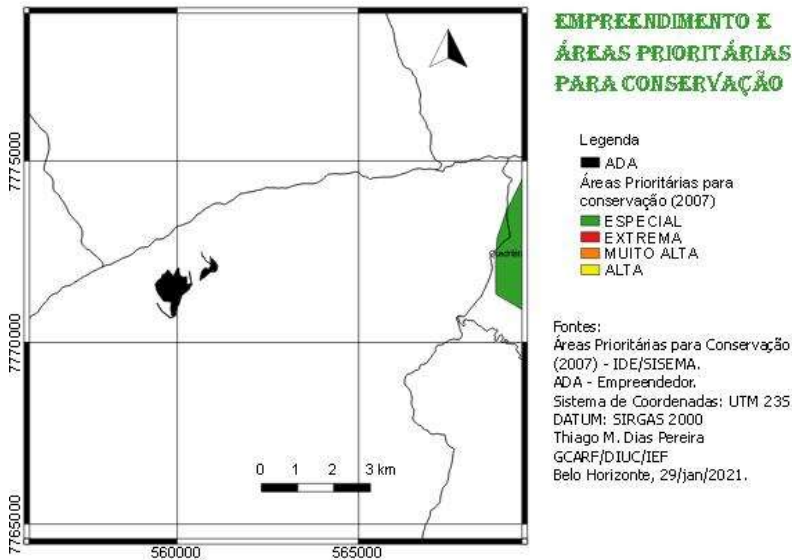 EMPREENDIMENTO E
ÁREAS PRIORITÁRIAS
PARA CONSERVAÇÃO
Legenda
ADA
Áreas Prioritárias para
conservação (2007)
ESPECIAL
EXTREMA
MUITO ALTA
ALTA
Fontes:
Áreas Prioritárias para Conservação
(2007) - IDE/SISEMA.
ADA - Empreendedor.
Sistema de Coordenadas: UTM 23S
DATUM: SIRGAS 2000
Thiago M. Dias Pereira
GCARF/DIUC/IEF
Belo Horizonte, 29/jan/2021.
7775000
7770000
7765000
0 1 2 3 km
560000 565000